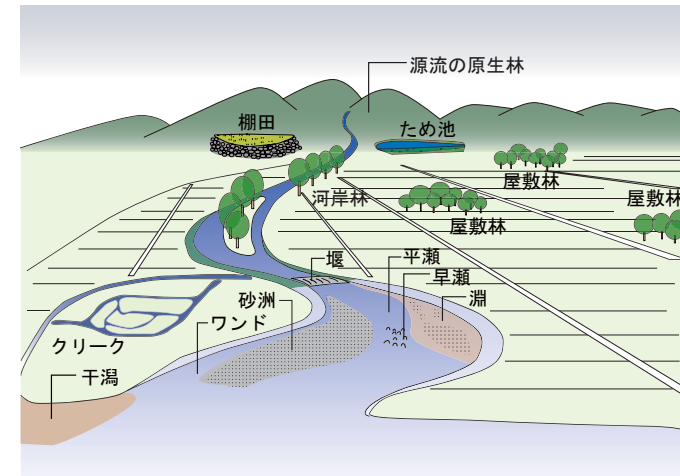 源流の原生林
棚田
ため池
屋敷林
河岸林
屋敷林
屋敷林
堰
平瀬
早瀬
砂洲
淵
ワンド
クリーク
干潟